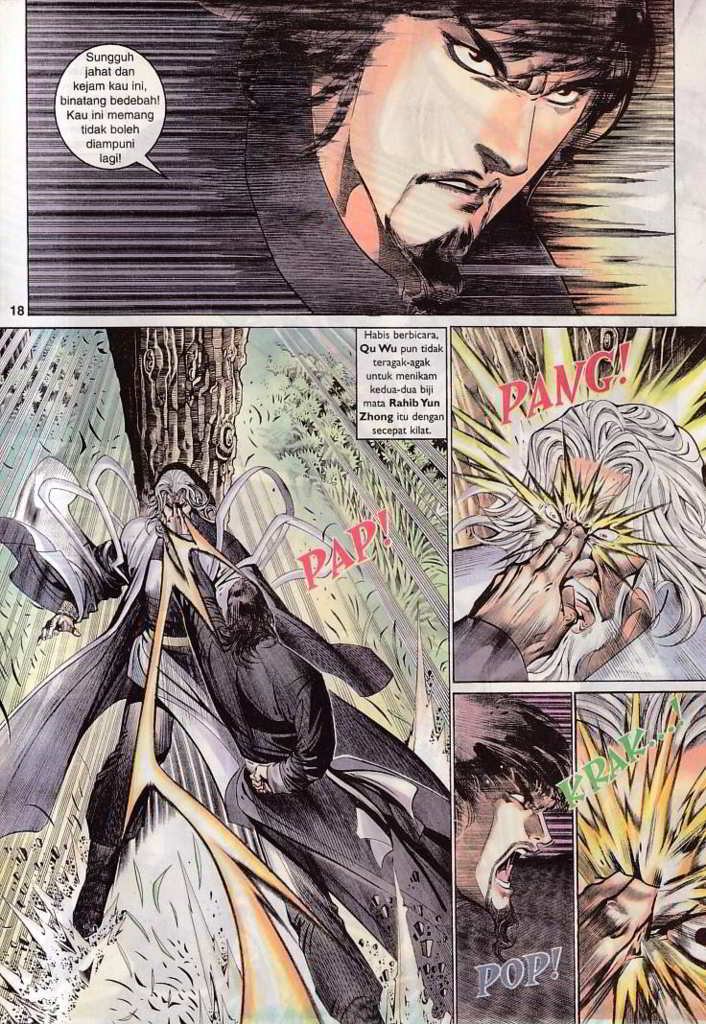 Sungguh
jahat dan
kejam kau ini,
binatang bedebah!
Kau ini memang
tidak boleh
diampuni
lagi!
18
Habis berbicara,
Qu Wu pun tidak
teragak-agak
untuk menikam
kedua-dua biji
mata Rahib Yun
Zhong itu dengan
secepat kilat.
PAP!
PANG!
KRAK...!
POP!